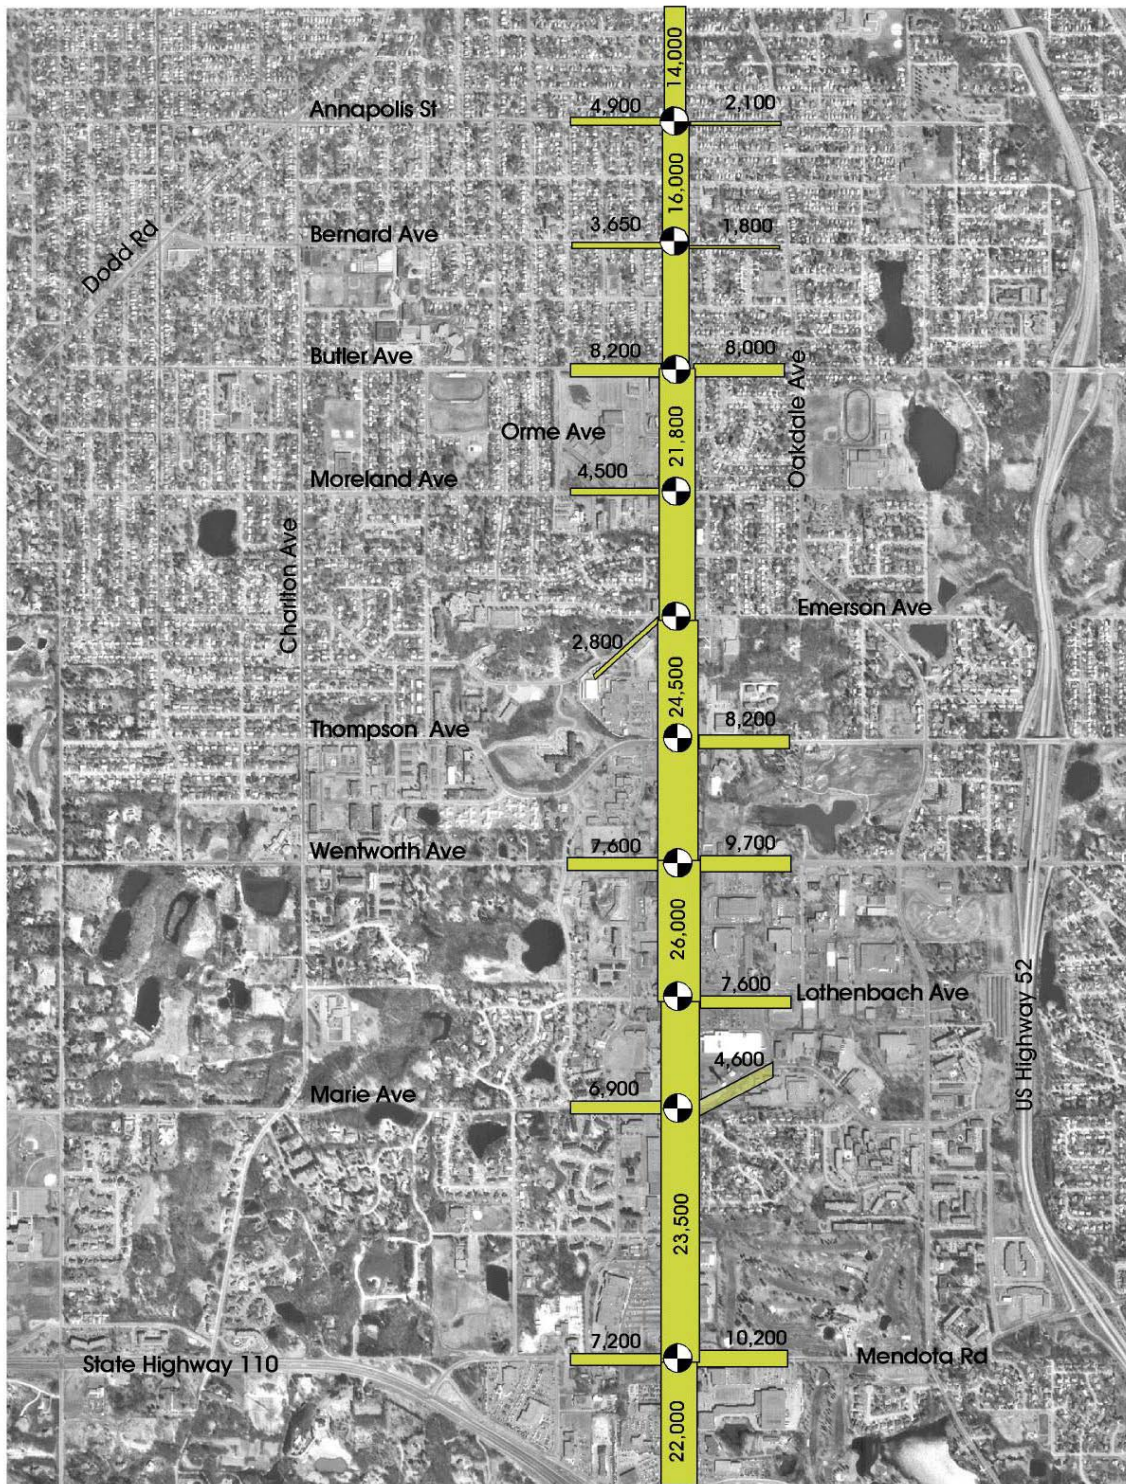 14,000
4,900
2,100
Annapolis St
16,000
3,650
1,800
Bernard Ave
Dodd Rd
8,200
8,000
Butler Ave
Oakdale Ave
Orme Ave
21,800
4,500
Moreland Ave
Charlton Ave
Emerson Ave
2,800
24,500
8,200
Thompson Ave
7,600
9,700
Wentworth Ave
26,000
7,600
Lothenbach Ave
US Highway 52
4,600
6,900
Marie Ave
23,500
7,200
10,200
State Highway 110
Mendota Rd
22,000